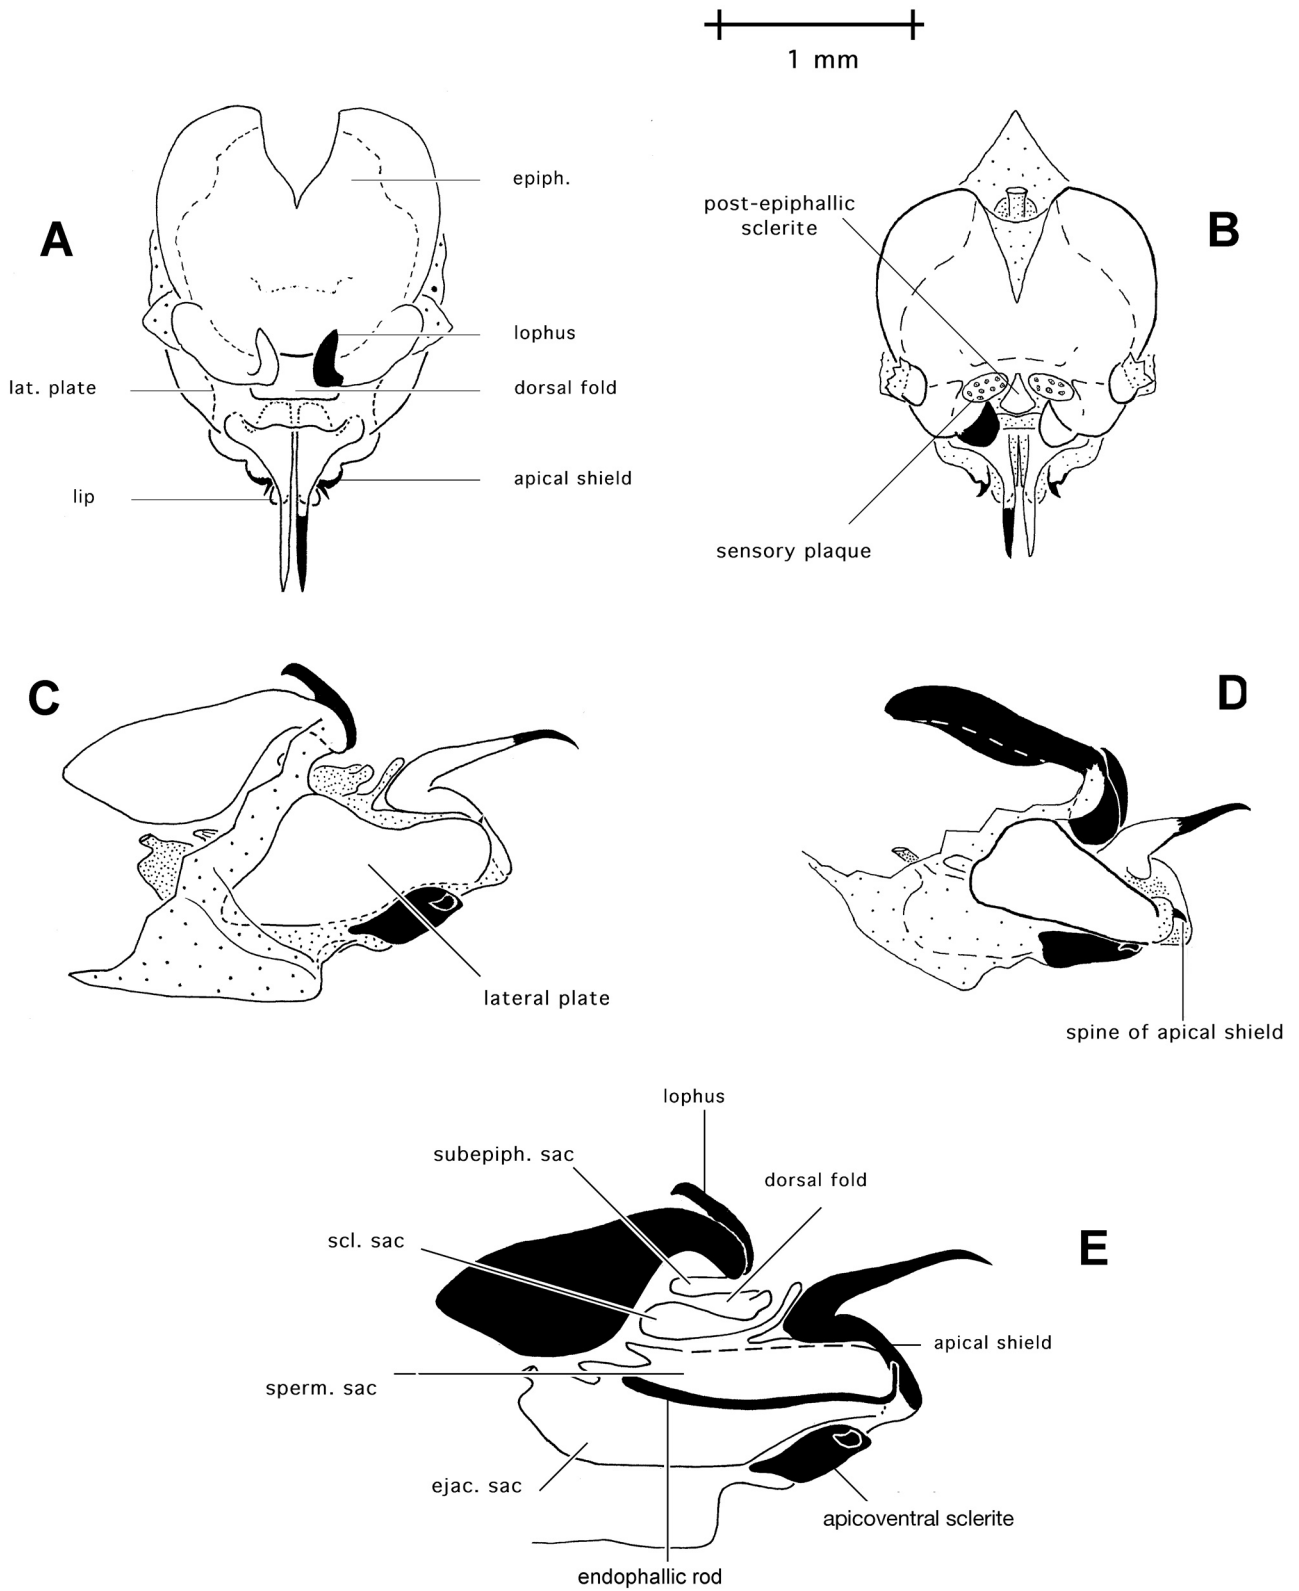 1 mm
A
epiph.
lophus
lat. plate
dorsal fold
apical shield
lip
B
post-epiphallic
sclerite
sensory plaque
C
lateral plate
D
spine of apical shield
E
lophus
subepiph. sac
dorsal fold
scl. sac
apical shield
sperm. sac
ejac. sac
apicoventral sclerite
endophallic rod